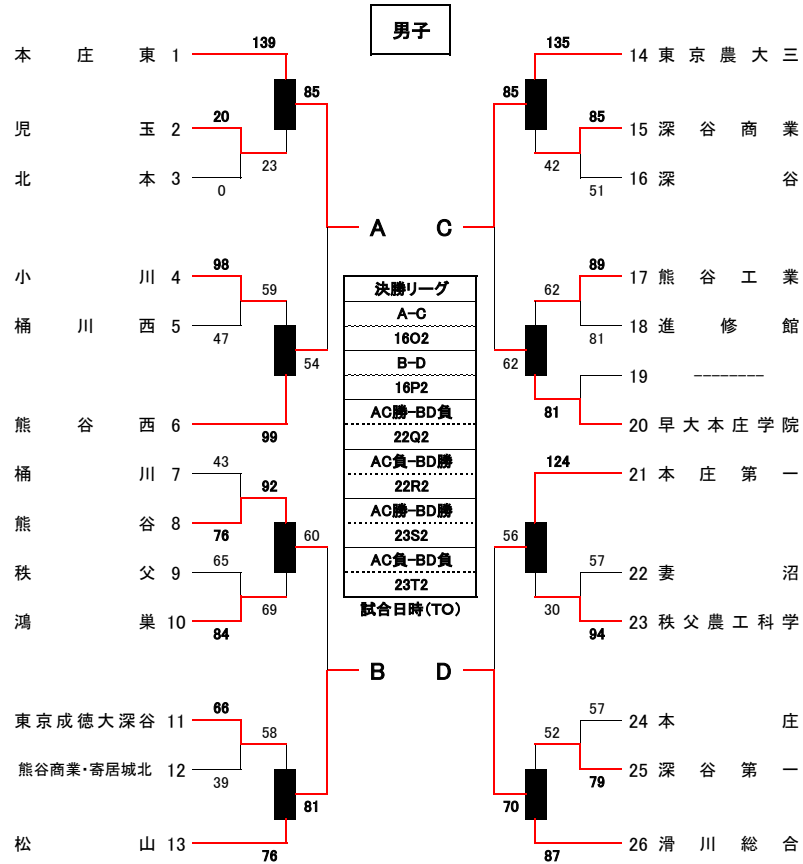 男子
本庄東 1
139
85
児玉 2
20
23
北本 3
0
A
小川 4
98
59
桶川西 5
47
54
熊谷西 6
99
桶川 7
43
92
熊谷 8
76
60
秩父 9
65
69
鴻巣 10
84
B
東京成徳大深谷 11
66
58
熊谷商業・寄居城北 12
39
81
松山 13
76
決勝リーグ
A-C
16O2
B-D
16P2
AC勝-BD負
22Q2
AC負-BD勝
22R2
AC勝-BD勝
23S2
AC負-BD負
23T2
試合日時(TO)
135
14 東京農大三
85
85
15 深谷商業
42
51
16 深谷
C
89
17 熊谷工業
62
81
18 進修館
62
19 --------
81
20 早大本庄学院
124
21 本庄第一
56
57
22 妻沼
30
94
23 秩父農工科学
D
57
24 本庄
52
79
25 深谷第一
70
87
26 滑川総合